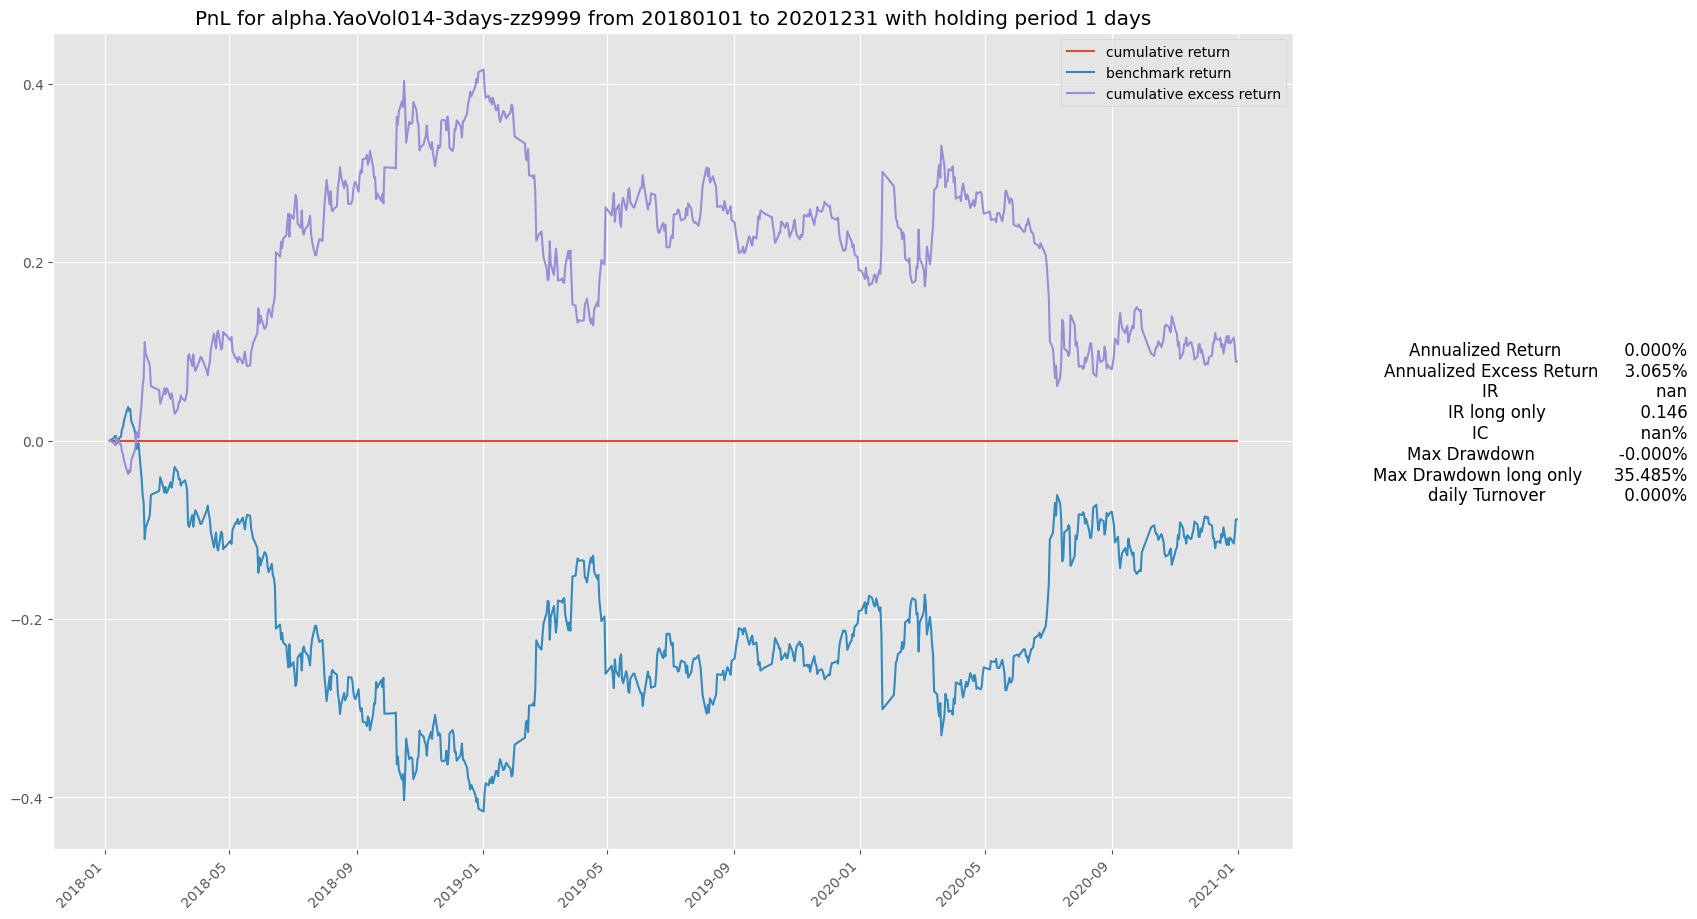 PnL for alpha.YaoVol014-3days-zz9999 from 20180101 to 20201231 with holding period 1 days
cumulative return
benchmark return
cumulative excess return
0.4
0.2
0.0
−0.2
−0.4
2018-01
2018-05
2018-09
2019-01
2019-05
2019-09
2020-01
2020-05
2020-09
2021-01
Annualized Return 0.000%
Annualized Excess Return 3.065%
IR nan
IR long only 0.146
IC nan%
Max Drawdown -0.000%
Max Drawdown long only 35.485%
daily Turnover 0.000%